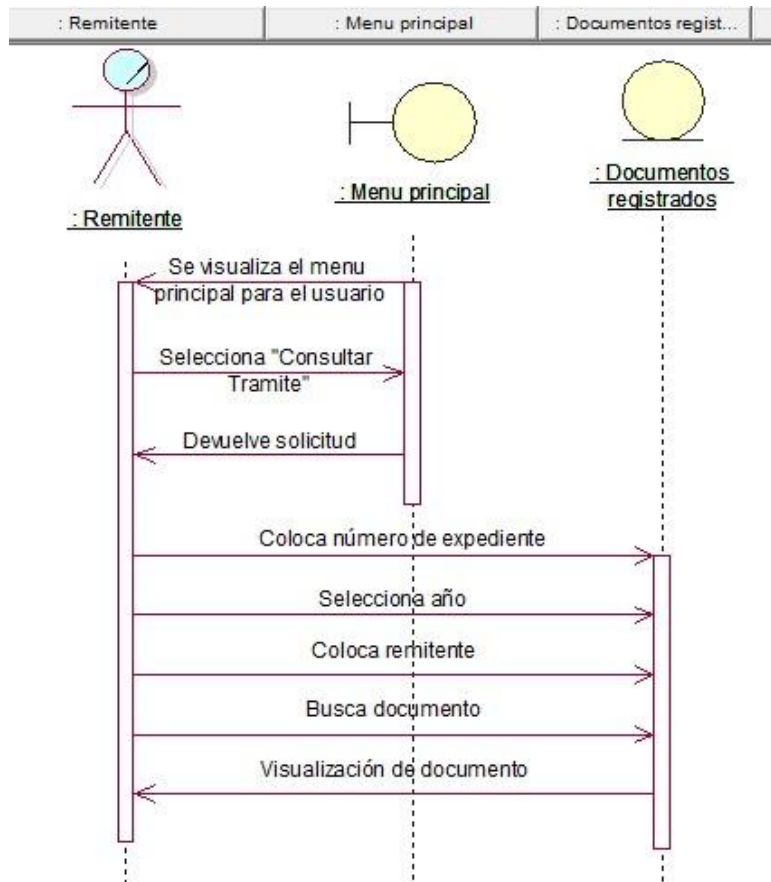 : Remitente
: Menu principal
: Documentos regist...
: Remitente
: Menu principal
: Documentos
registrados
Se visualiza el menu
principal para el usuario
Selecciona "Consultar
Tramite"
Devuelve solicitud
Coloca número de expediente
Selecciona año
Coloca remitente
Busca documento
Visualización de documento